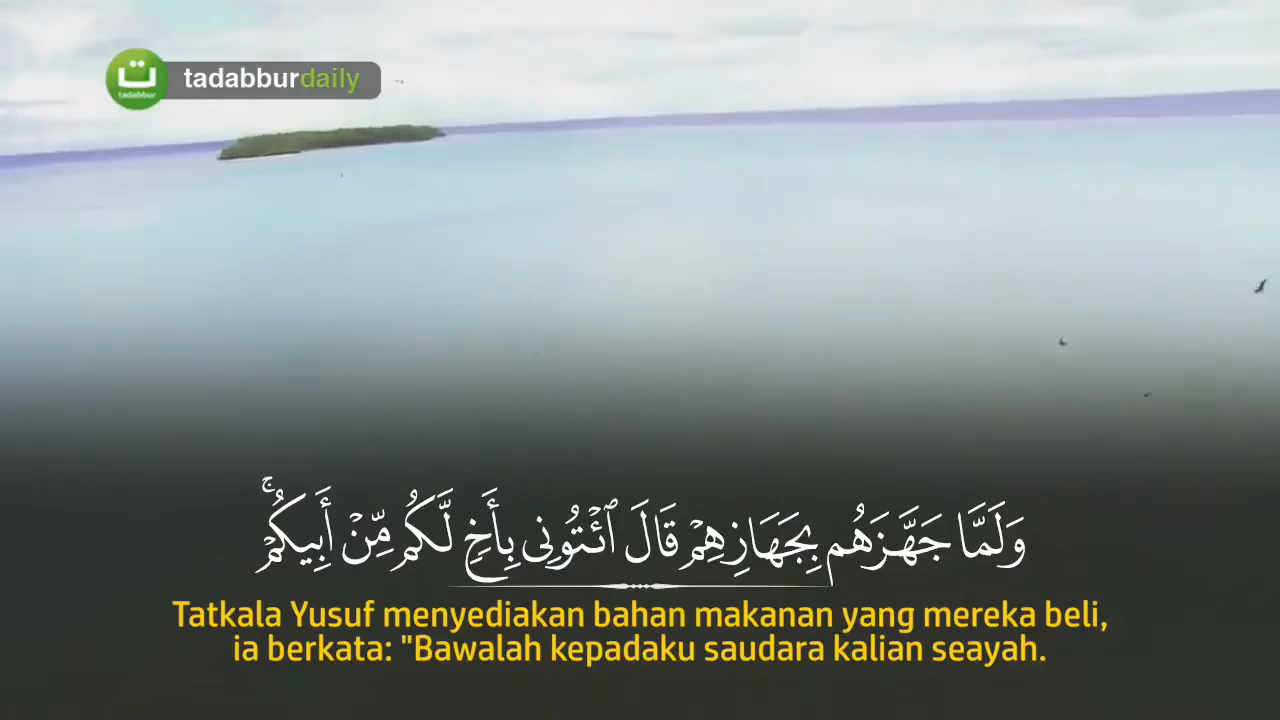 ت
tadabbur
tadabburdaily
وَلَمَّا جَهَّزَهُم بِجَهَازِهِمْ قَالَ ٱئْتُونِى بِأَخٍ لَّكُم مِّنْ أَبِيكُمْ ۚ
Tatkala Yusuf menyediakan bahan makanan yang mereka beli,
ia berkata: "Bawalah kepadaku saudara kalian seayah.